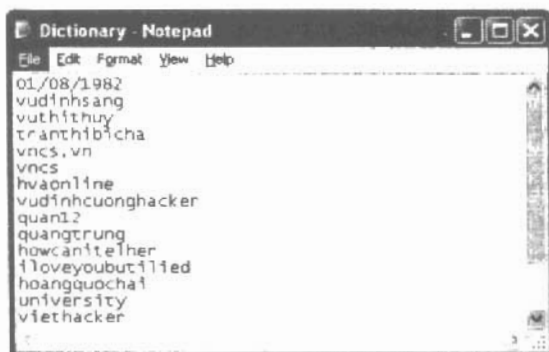 Dictionary - Notepad
File Edit Format View Help
01/08/1982
vudinhsang
vuthithuy
tranthibicha
vncs.vn
vncs
hvaonline
vudinhcuonghacker
quan12
quangtrung
howcanitelher
iloveyoubutilied
hoangquochai
university
viethacker